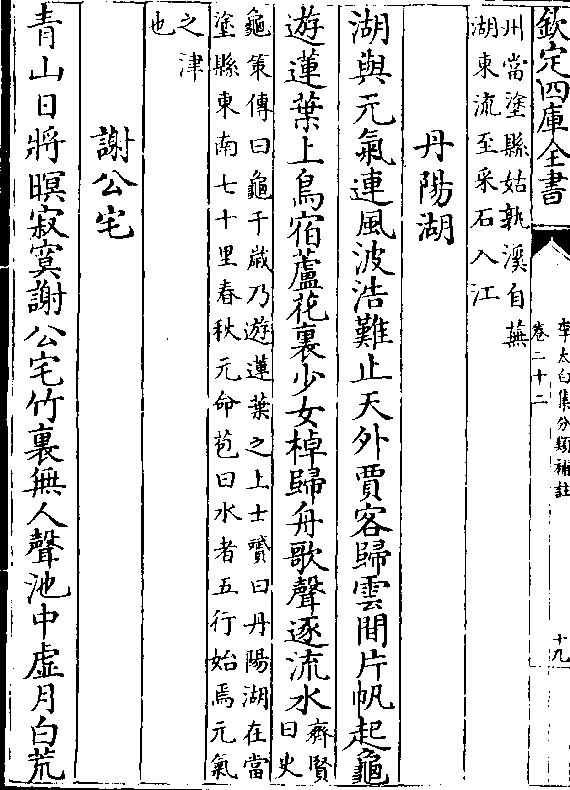 欽定四庫全書
李太白集分類補註
卷二十二
十九
州當塗縣姑孰溪自蕪
湖東流至采石入江
丹陽湖
湖與元氣連風波浩難止天外賈客歸雲間片帆起龜
遊蓮葉上鳥宿蘆花裏少女棹歸舟歌聲逐流水
齊賢
曰史
龜策傳曰龜千歲乃遊蓮葉之上士贇曰丹陽湖在當
塗縣東南七十里春秋元命苞曰水者五行始焉元氣
之津
也
謝公宅
青山日將暝寂寞謝公宅竹裏無人聲池中虛月白荒